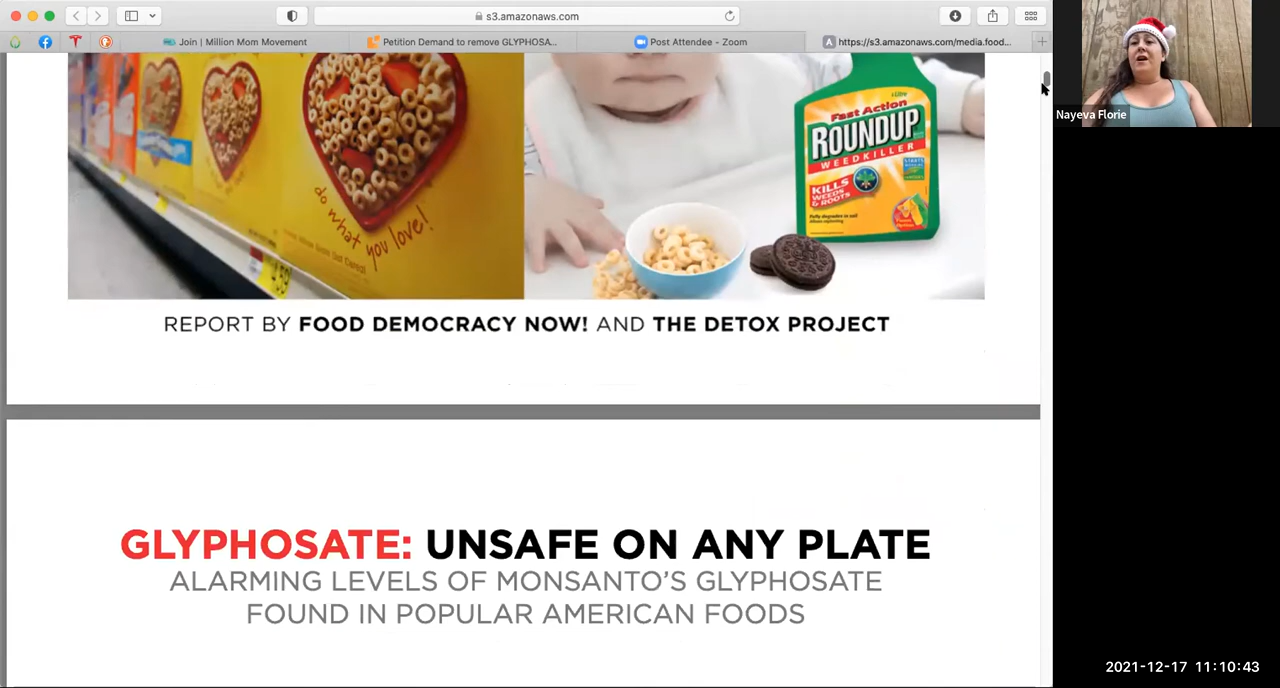 s3.amazonaws.com
Join | Million Mom Movement
Petition Demand to remove GLYPHOSA...
Post Attendee - Zoom
https://s3.amazonaws.com/media.food...
Nayeva Florie
do what you love!
Fast Action
ROUNDUP
WEEDKILLER
KILLS
WEEDS
& ROOTS
REPORT BY FOOD DEMOCRACY NOW! AND THE DETOX PROJECT
GLYPHOSATE: UNSAFE ON ANY PLATE
ALARMING LEVELS OF MONSANTO'S GLYPHOSATE
FOUND IN POPULAR AMERICAN FOODS
2021-12-17 11:10:43